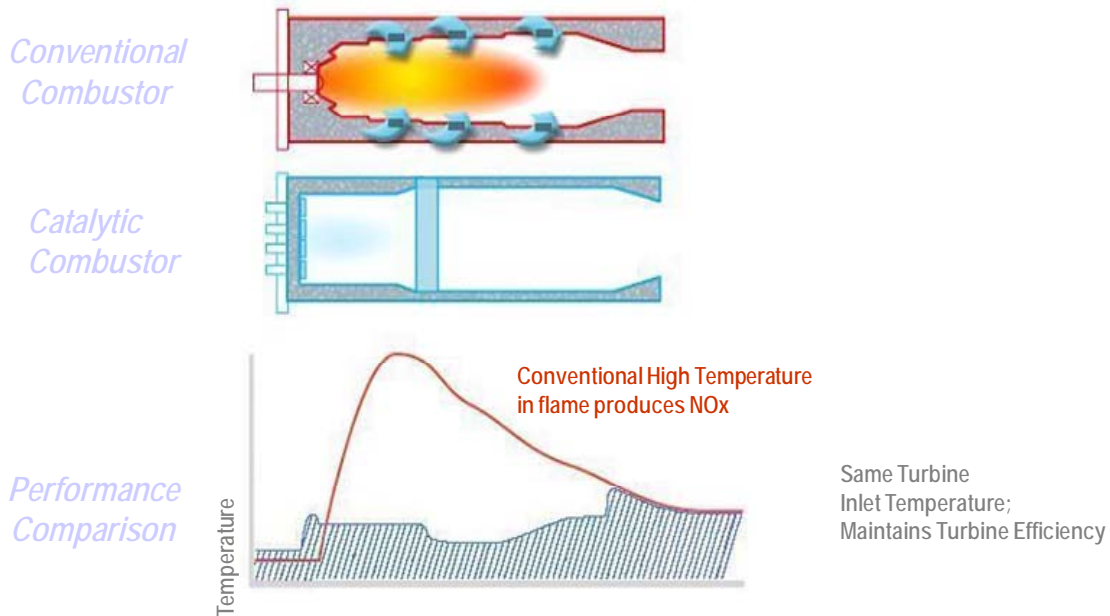 Conventional
Combustor
Catalytic
Combustor
Conventional High Temperature
in flame produces NOx
Performance
Comparison
Temperature
Same Turbine
Inlet Temperature;
Maintains Turbine Efficiency